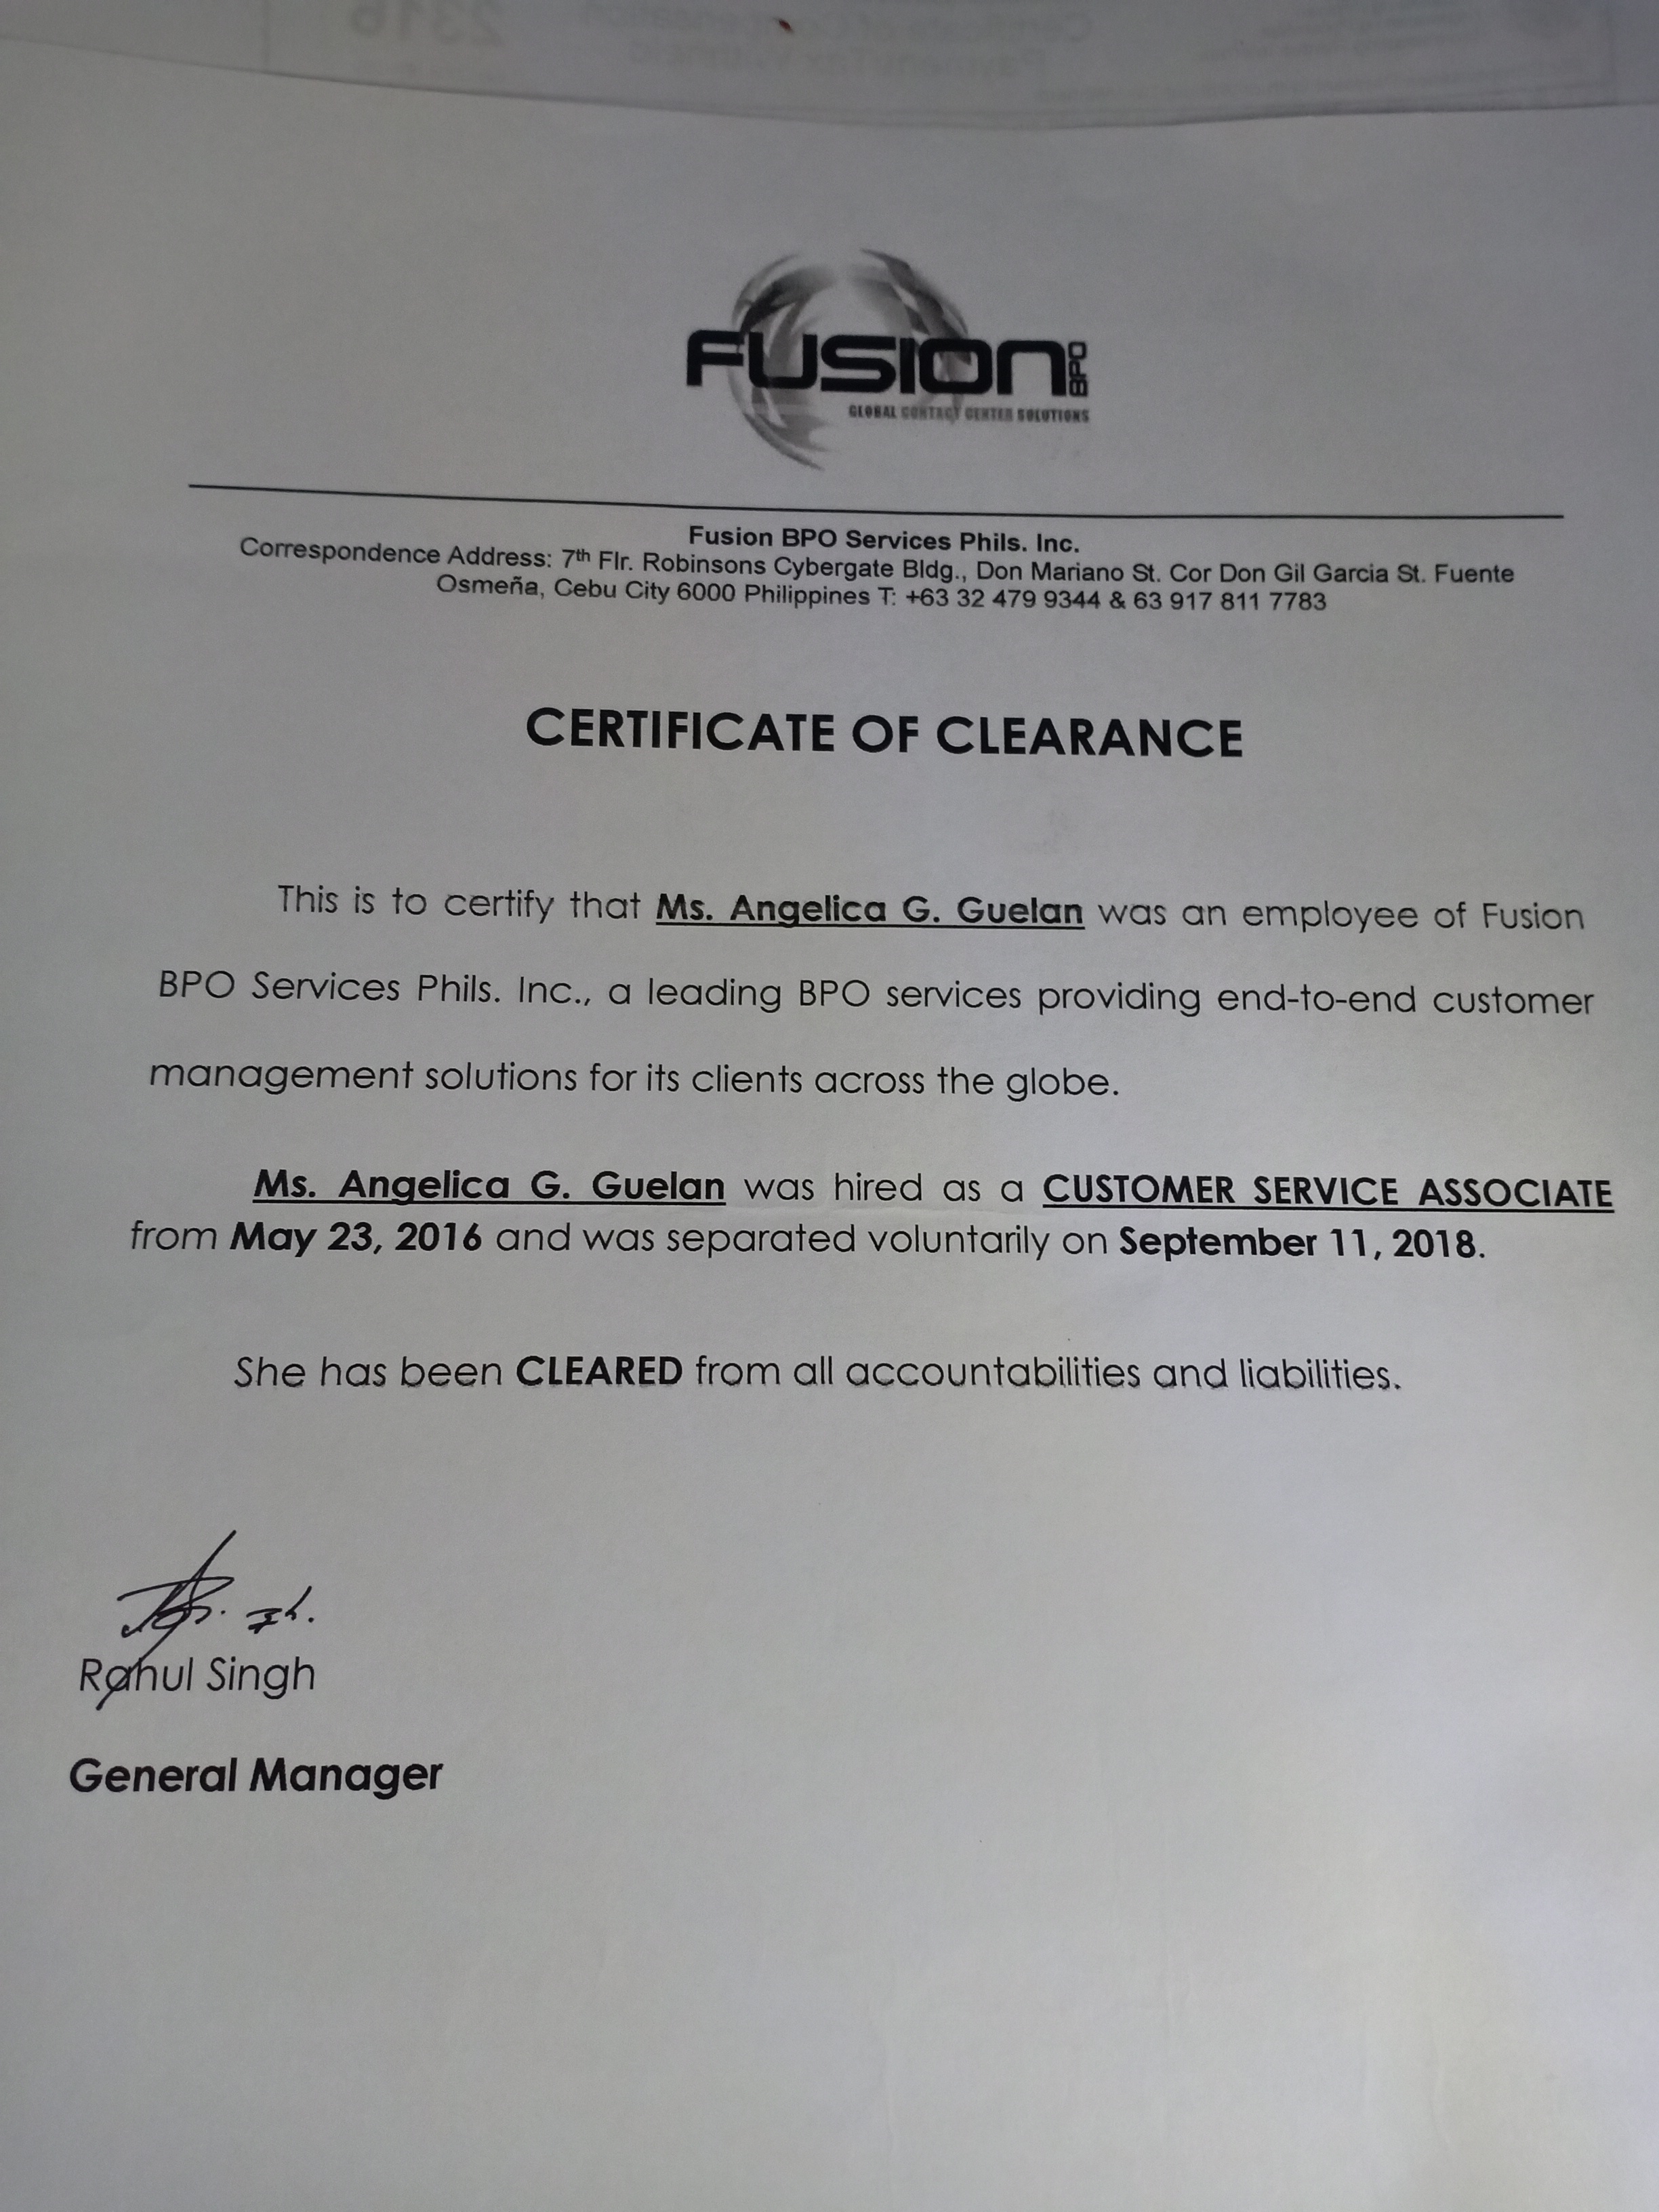 2316
FUSION BPO
GLOBAL CONTACT CENTER SOLUTIONS
Fusion BPO Services Phils. Inc.
Correspondence Address: 7th Flr. Robinsons Cybergate Bldg., Don Mariano St. Cor Don Gil Garcia St. Fuente
Osmeña, Cebu City 6000 Philippines T: +63 32 479 9344 & 63 917 811 7783
CERTIFICATE OF CLEARANCE
This is to certify that Ms. Angelica G. Guelan was an employee of Fusion
BPO Services Phils. Inc., a leading BPO services providing end-to-end customer
management solutions for its clients across the globe.
Ms. Angelica G. Guelan was hired as a CUSTOMER SERVICE ASSOCIATE
from May 23, 2016 and was separated voluntarily on September 11, 2018.
She has been CLEARED from all accountabilities and liabilities.
Rahul Singh
General Manager